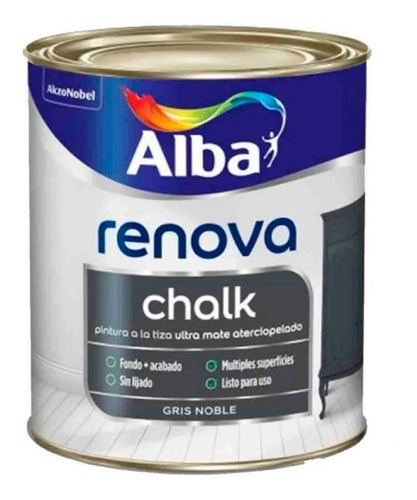 AkzoNobel
Alba
renova
chalk
pintura a la tiza ultra mate aterciopelado
Fondo + acabado
Multiples superficies
Sin lijado
Listo para uso
GRIS NOBLE